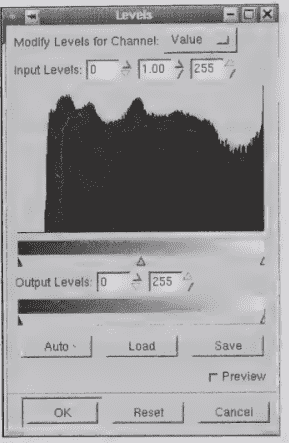 Levels
Modify Levels for Channel: Value
Input Levels: 0 1.00 255
Output Levels: 0 255
Auto Load Save
Preview
OK Reset Cancel